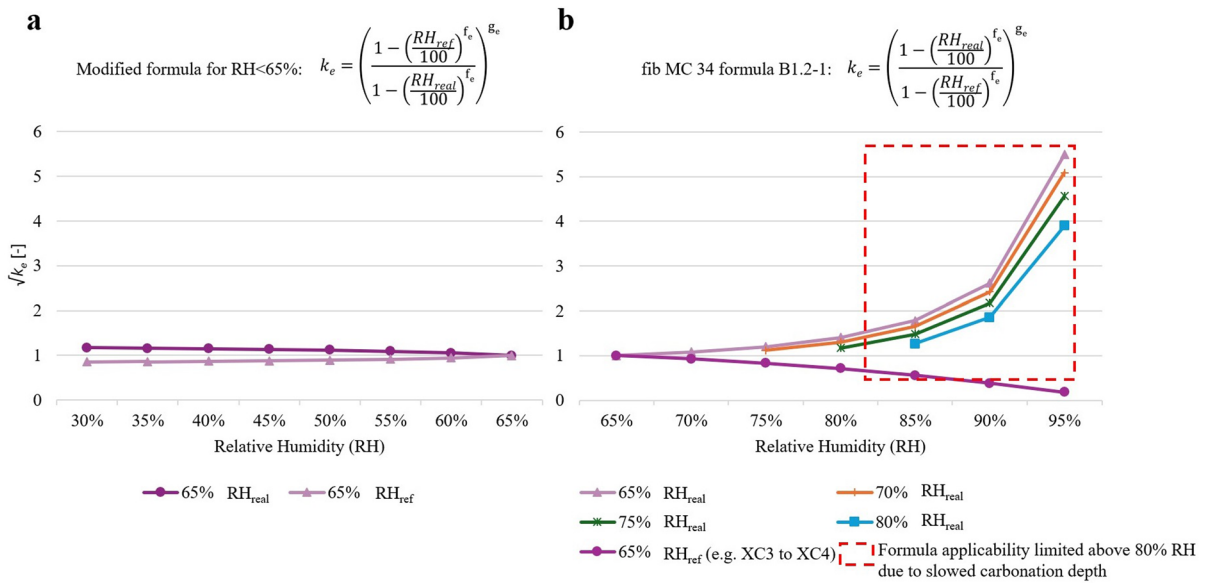 a
Modified formula for RH<65%: k_e = ((1 − (RH_ref/100)^f_e) / (1 − (RH_real/100)^f_e))^g_e
√k_e [-]
6
5
4
3
2
1
0
30% 35% 40% 45% 50% 55% 60% 65%
Relative Humidity (RH)
65% RH_real 65% RH_ref
b
fib MC 34 formula B1.2-1: k_e = ((1 − (RH_real/100)^f_e) / (1 − (RH_ref/100)^f_e))^g_e
6
5
4
3
2
1
0
65% 70% 75% 80% 85% 90% 95%
Relative Humidity (RH)
65% RH_real 70% RH_real
75% RH_real 80% RH_real
65% RH_ref (e.g. XC3 to XC4) Formula applicability limited above 80% RH
due to slowed carbonation depth